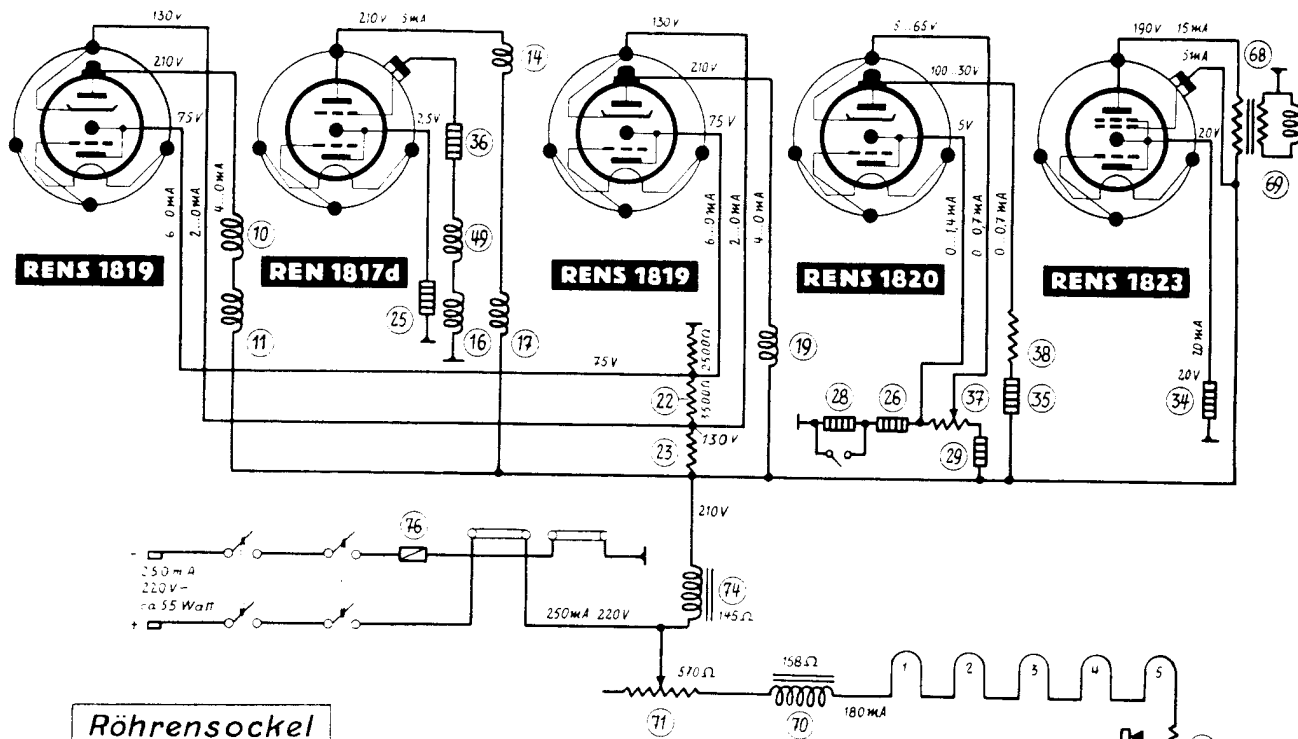 130V
210V 5mA
130V
5...65V
190V 15mA
210V
14
210V
100...30V
5mA
68
75V
2,5V
36
75V
5V
20V
69
6...0mA
2...0mA
4...0mA
10
49
6...0mA
2...0mA
4...0mA
0...1,4mA
0...0,7mA
0...0,7mA
RENS 1819
REN 1817d
RENS 1819
RENS 1820
RENS 1823
11
25
16
17
2500Ω
19
38
20mA
75V
20V
22
3500Ω
28
26
37
35
34
130V
23
29
210V
76
-
250mA
220V~
ca 55 Watt
+
74
145Ω
250mA 220V
570Ω
158Ω
1
2
3
4
5
71
70
180mA
Röhrensockel